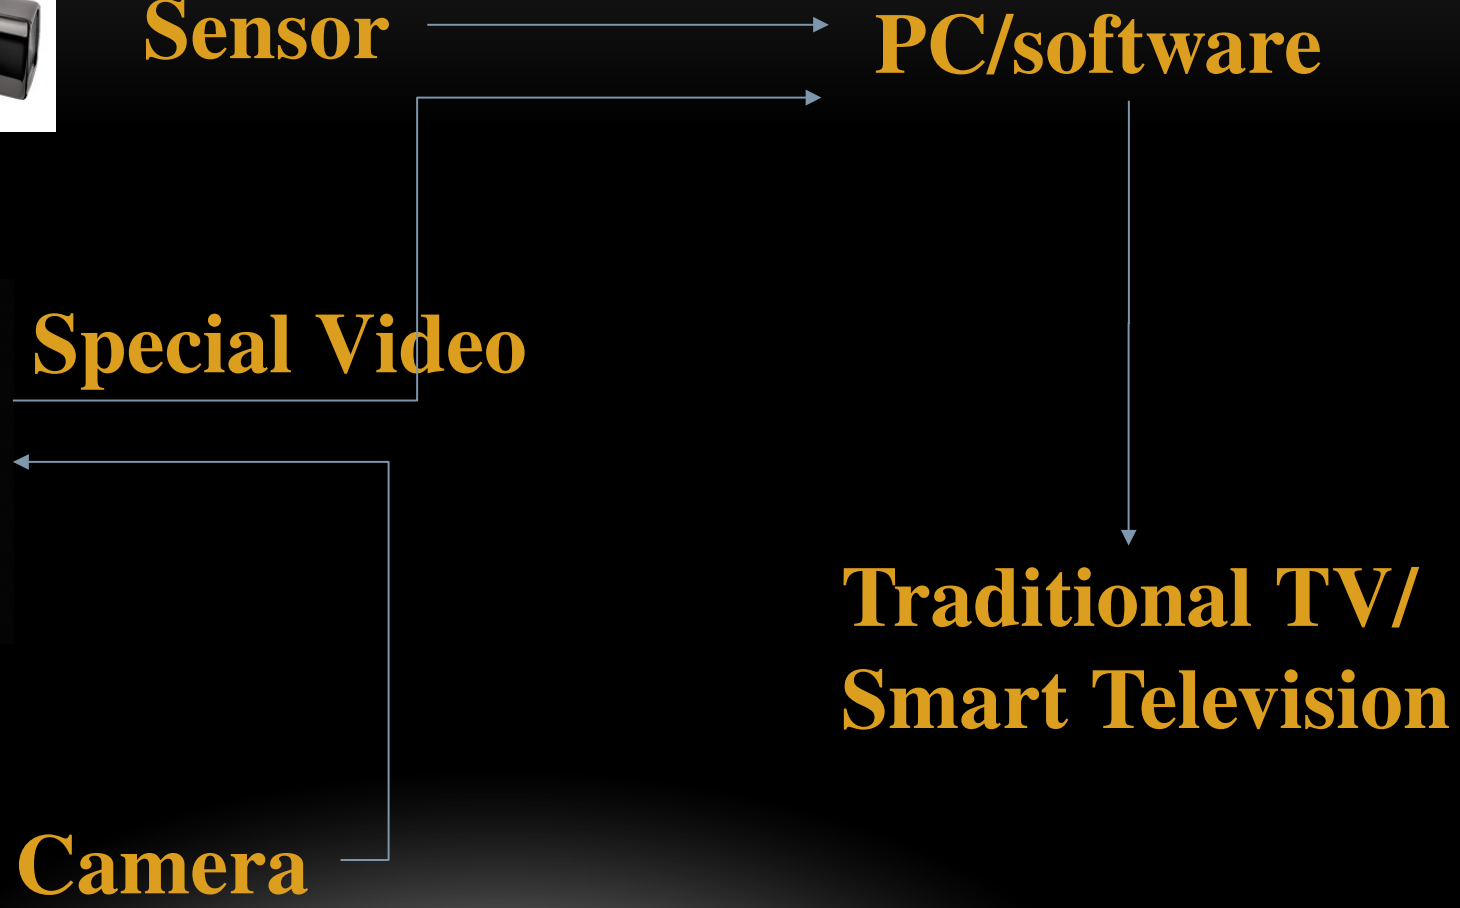 Sensor
PC/software
Special Video
Traditional TV/
Smart Television
Camera